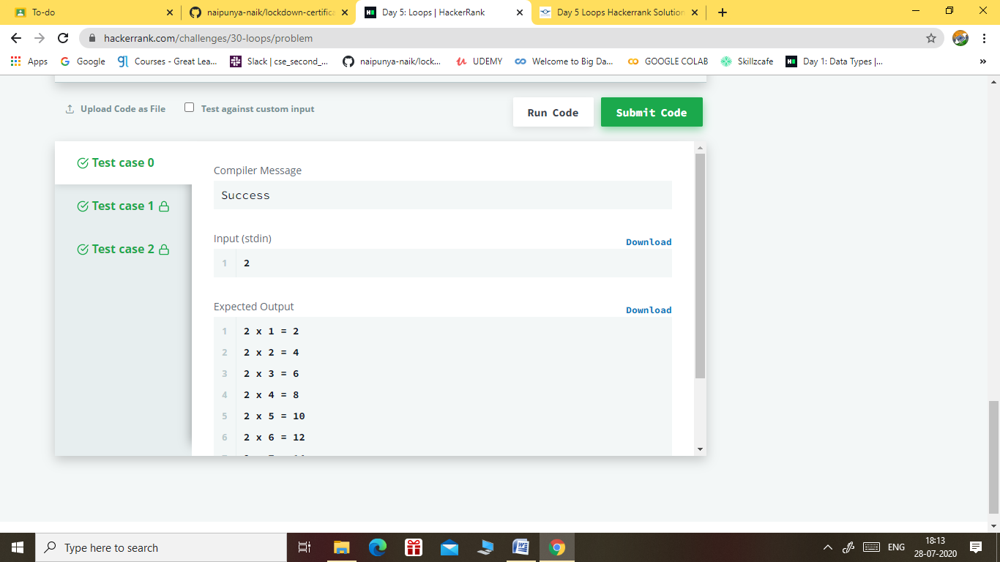 To-do
naipunya-naik/lockdown-certifica
Day 5: Loops | HackerRank
Day 5 Loops Hackerrank Solution
hackerrank.com/challenges/30-loops/problem
Apps
Google
Courses - Great Lea...
Slack | cse_second_...
naipunya-naik/lock...
UDEMY
Welcome to Big Da...
GOOGLE COLAB
Skillzcafe
Day 1: Data Types |...
»
Upload Code as File
Test against custom input
Run Code
Submit Code
Test case 0
Test case 1
Test case 2
Compiler Message
Success
Input (stdin)
Download
1 2
Expected Output
Download
1 2 x 1 = 2
2 2 x 2 = 4
3 2 x 3 = 6
4 2 x 4 = 8
5 2 x 5 = 10
6 2 x 6 = 12
Type here to search
ENG
18:13
28-07-2020